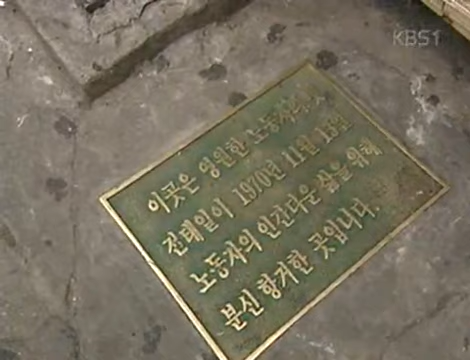 KBS1
이곳은 영원한 노동자의 벗
전태일이 1970년 11월 13일
노동자의 인간다운 삶을 위해
분신 항거한 곳입니다.